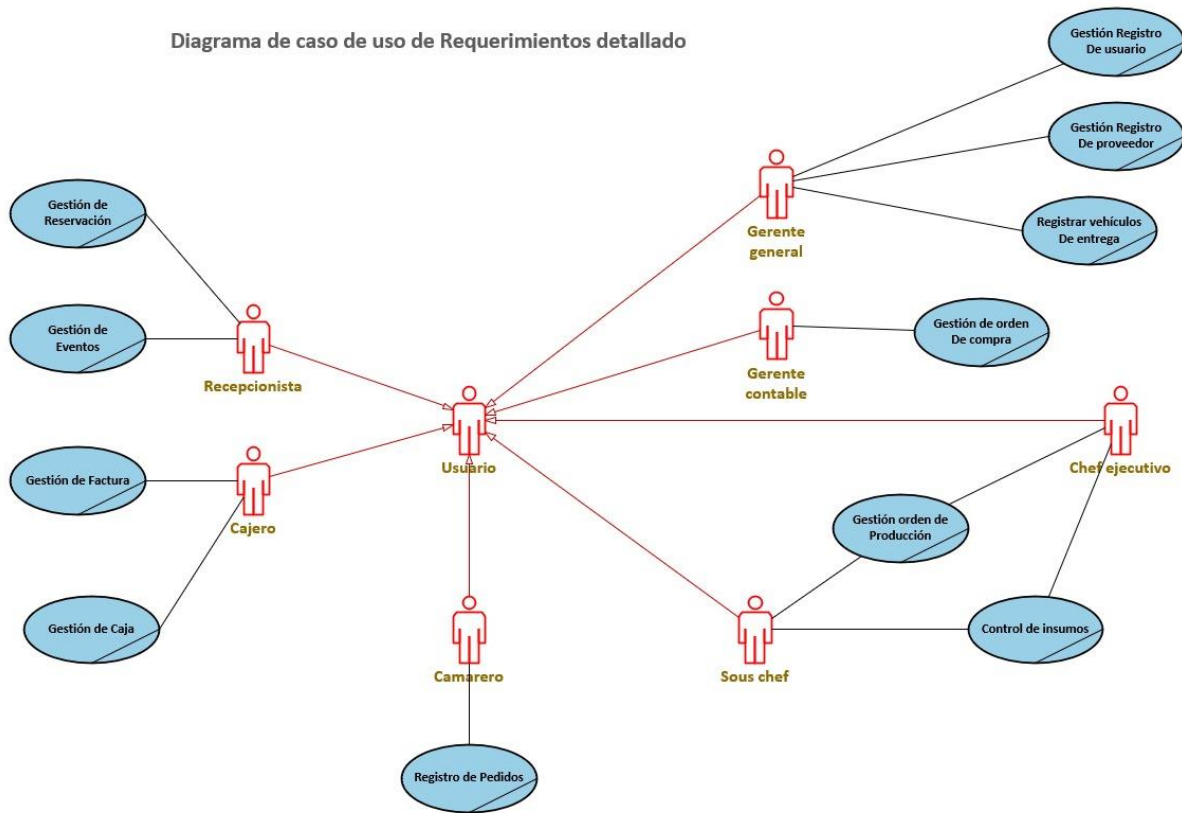 Diagrama de caso de uso de Requerimientos detallado
Gestión Registro
De usuario
Gestión Registro
De proveedor
Registrar vehículos
De entrega
Gerente
general
Gestión de
Reservación
Gestión de
Eventos
Recepcionista
Gestión de orden
De compra
Gerente
contable
Usuario
Chef ejecutivo
Gestión de Factura
Cajero
Gestión orden de
Producción
Gestión de Caja
Control de insumos
Camarero
Sous chef
Registro de Pedidos